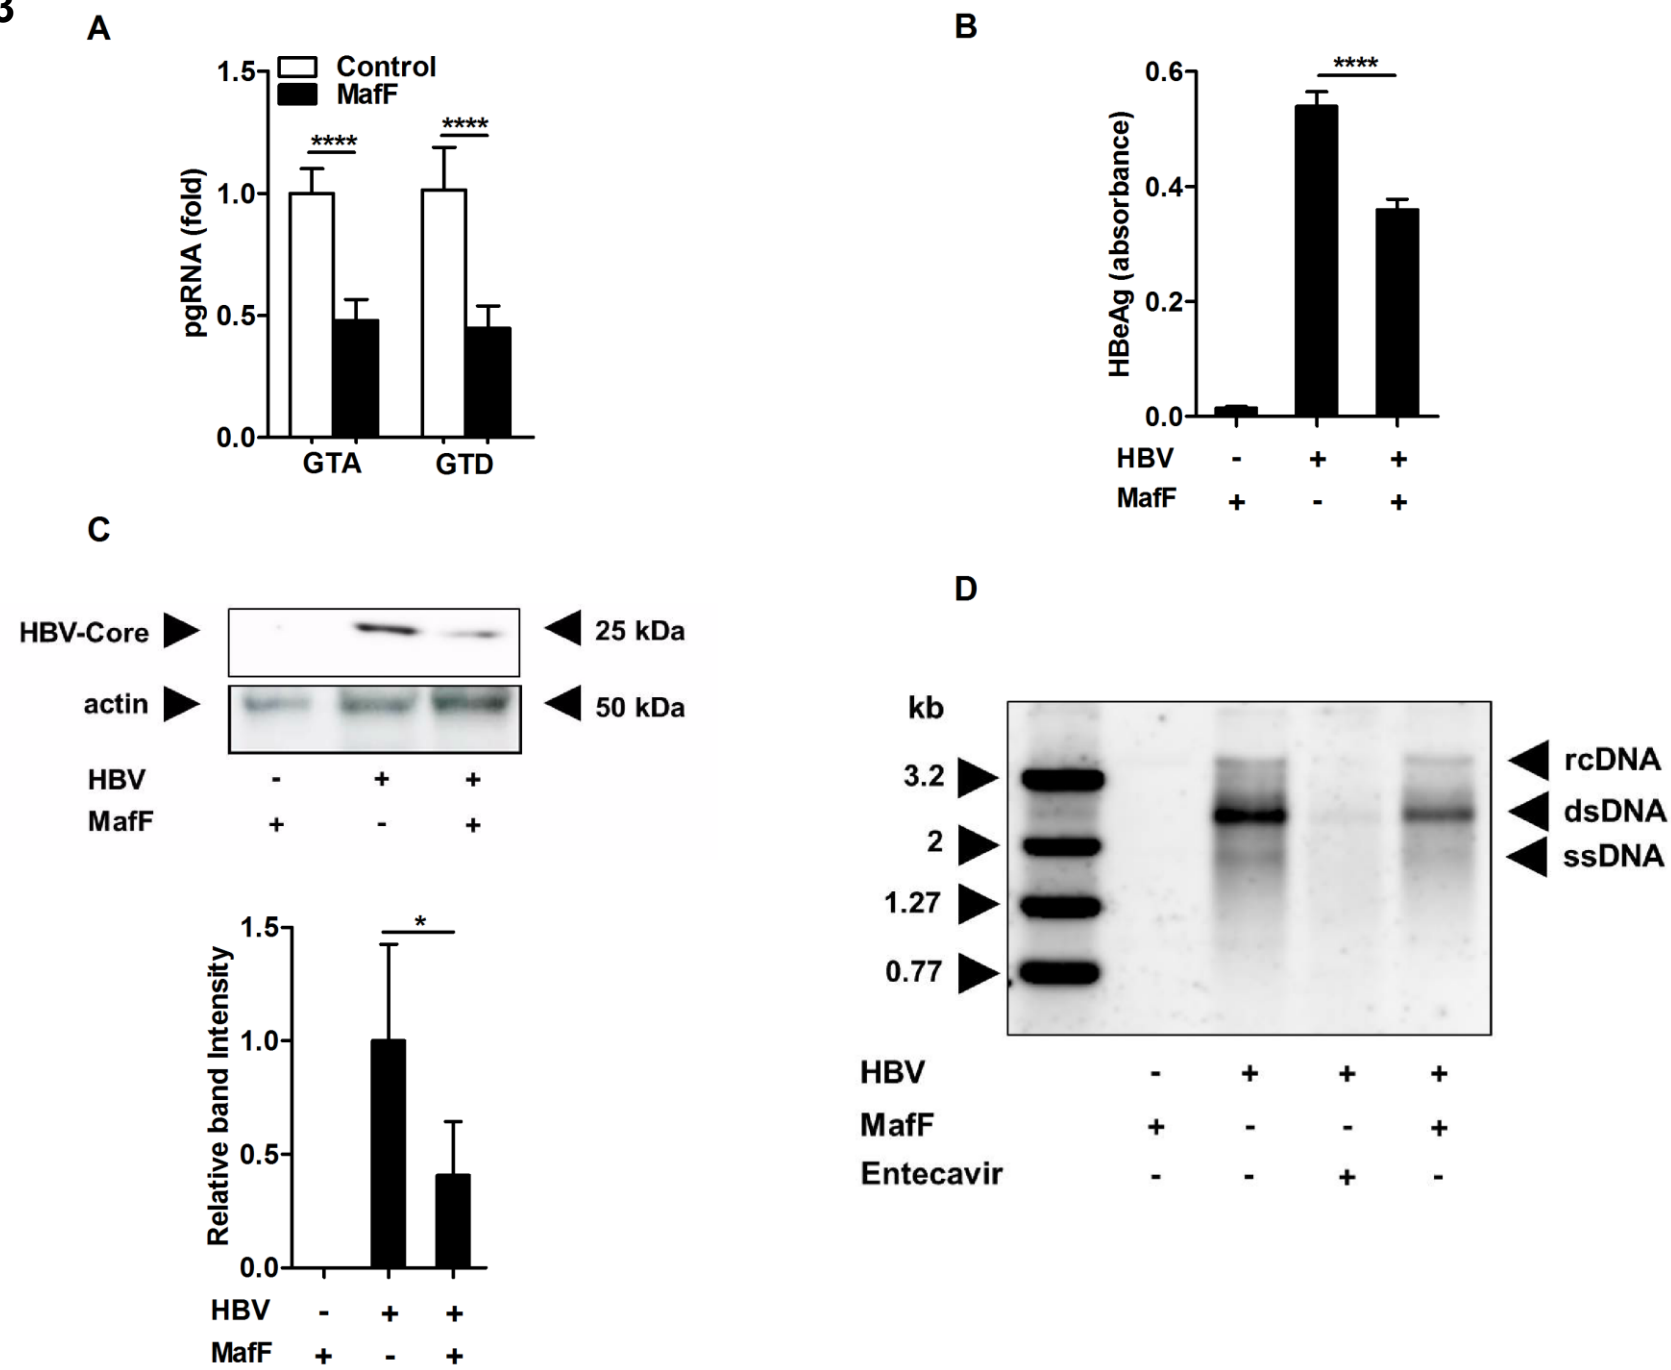 3
A
1.5
Control
MafF
****
****
1.0
0.5
0.0
pgRNA (fold)
GTA GTD
B
****
0.6
0.4
0.2
0.0
HBeAg (absorbance)
HBV - + +
MafF + - +
C
HBV-Core 25 kDa
actin 50 kDa
HBV - + +
MafF + - +
*
1.5
1.0
0.5
0.0
Relative band Intensity
HBV - + +
MafF + - +
D
kb
3.2
2
1.27
0.77
rcDNA
dsDNA
ssDNA
HBV - + + +
MafF + - - +
Entecavir - - + -